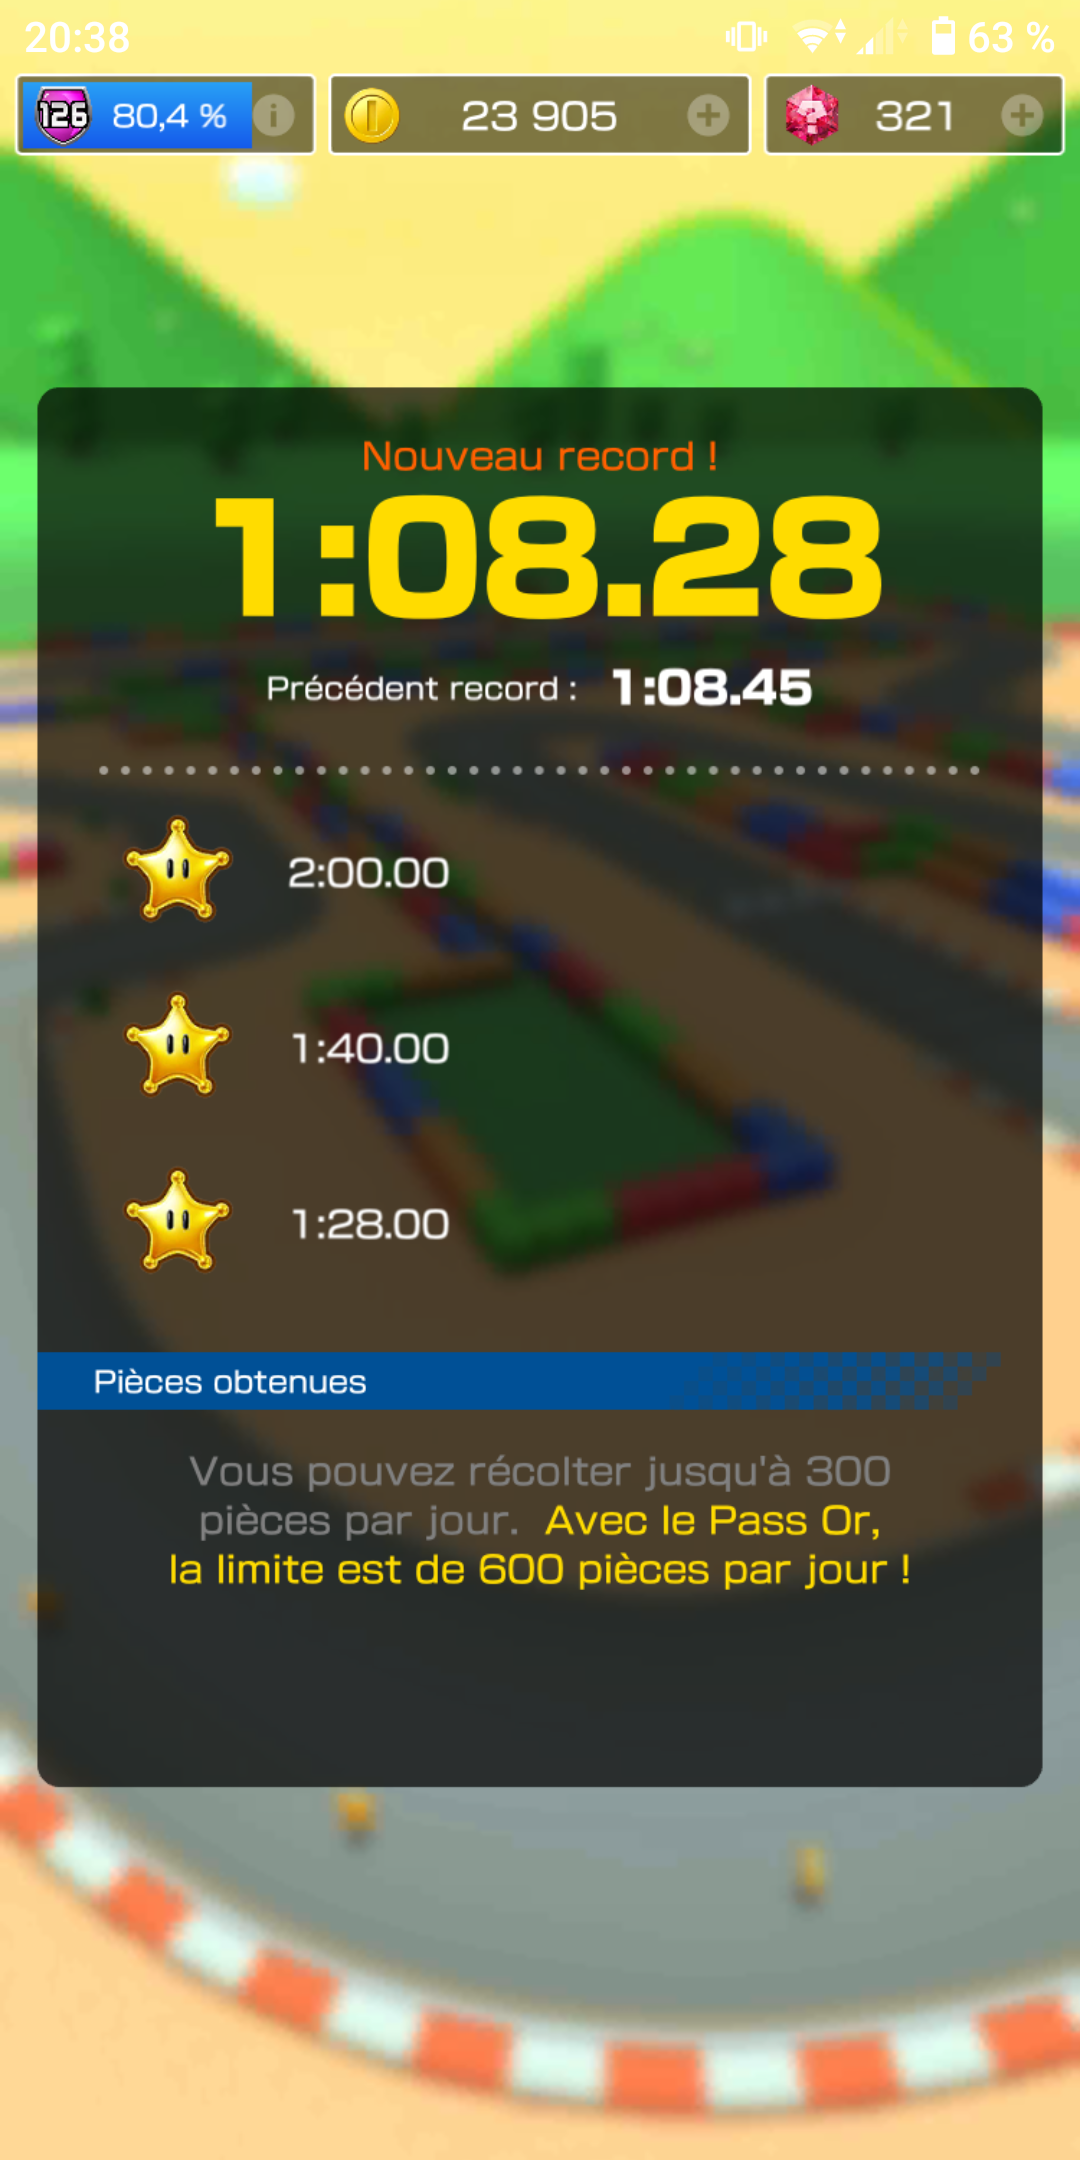 20:38 63 %
126 80,4 % i 23 905 + 321 +
Nouveau record !
1:08.28
Précédent record : 1:08.45
2:00.00
1:40.00
1:28.00
Pièces obtenues
Vous pouvez récolter jusqu'à 300
pièces par jour. Avec le Pass Or,
la limite est de 600 pièces par jour !